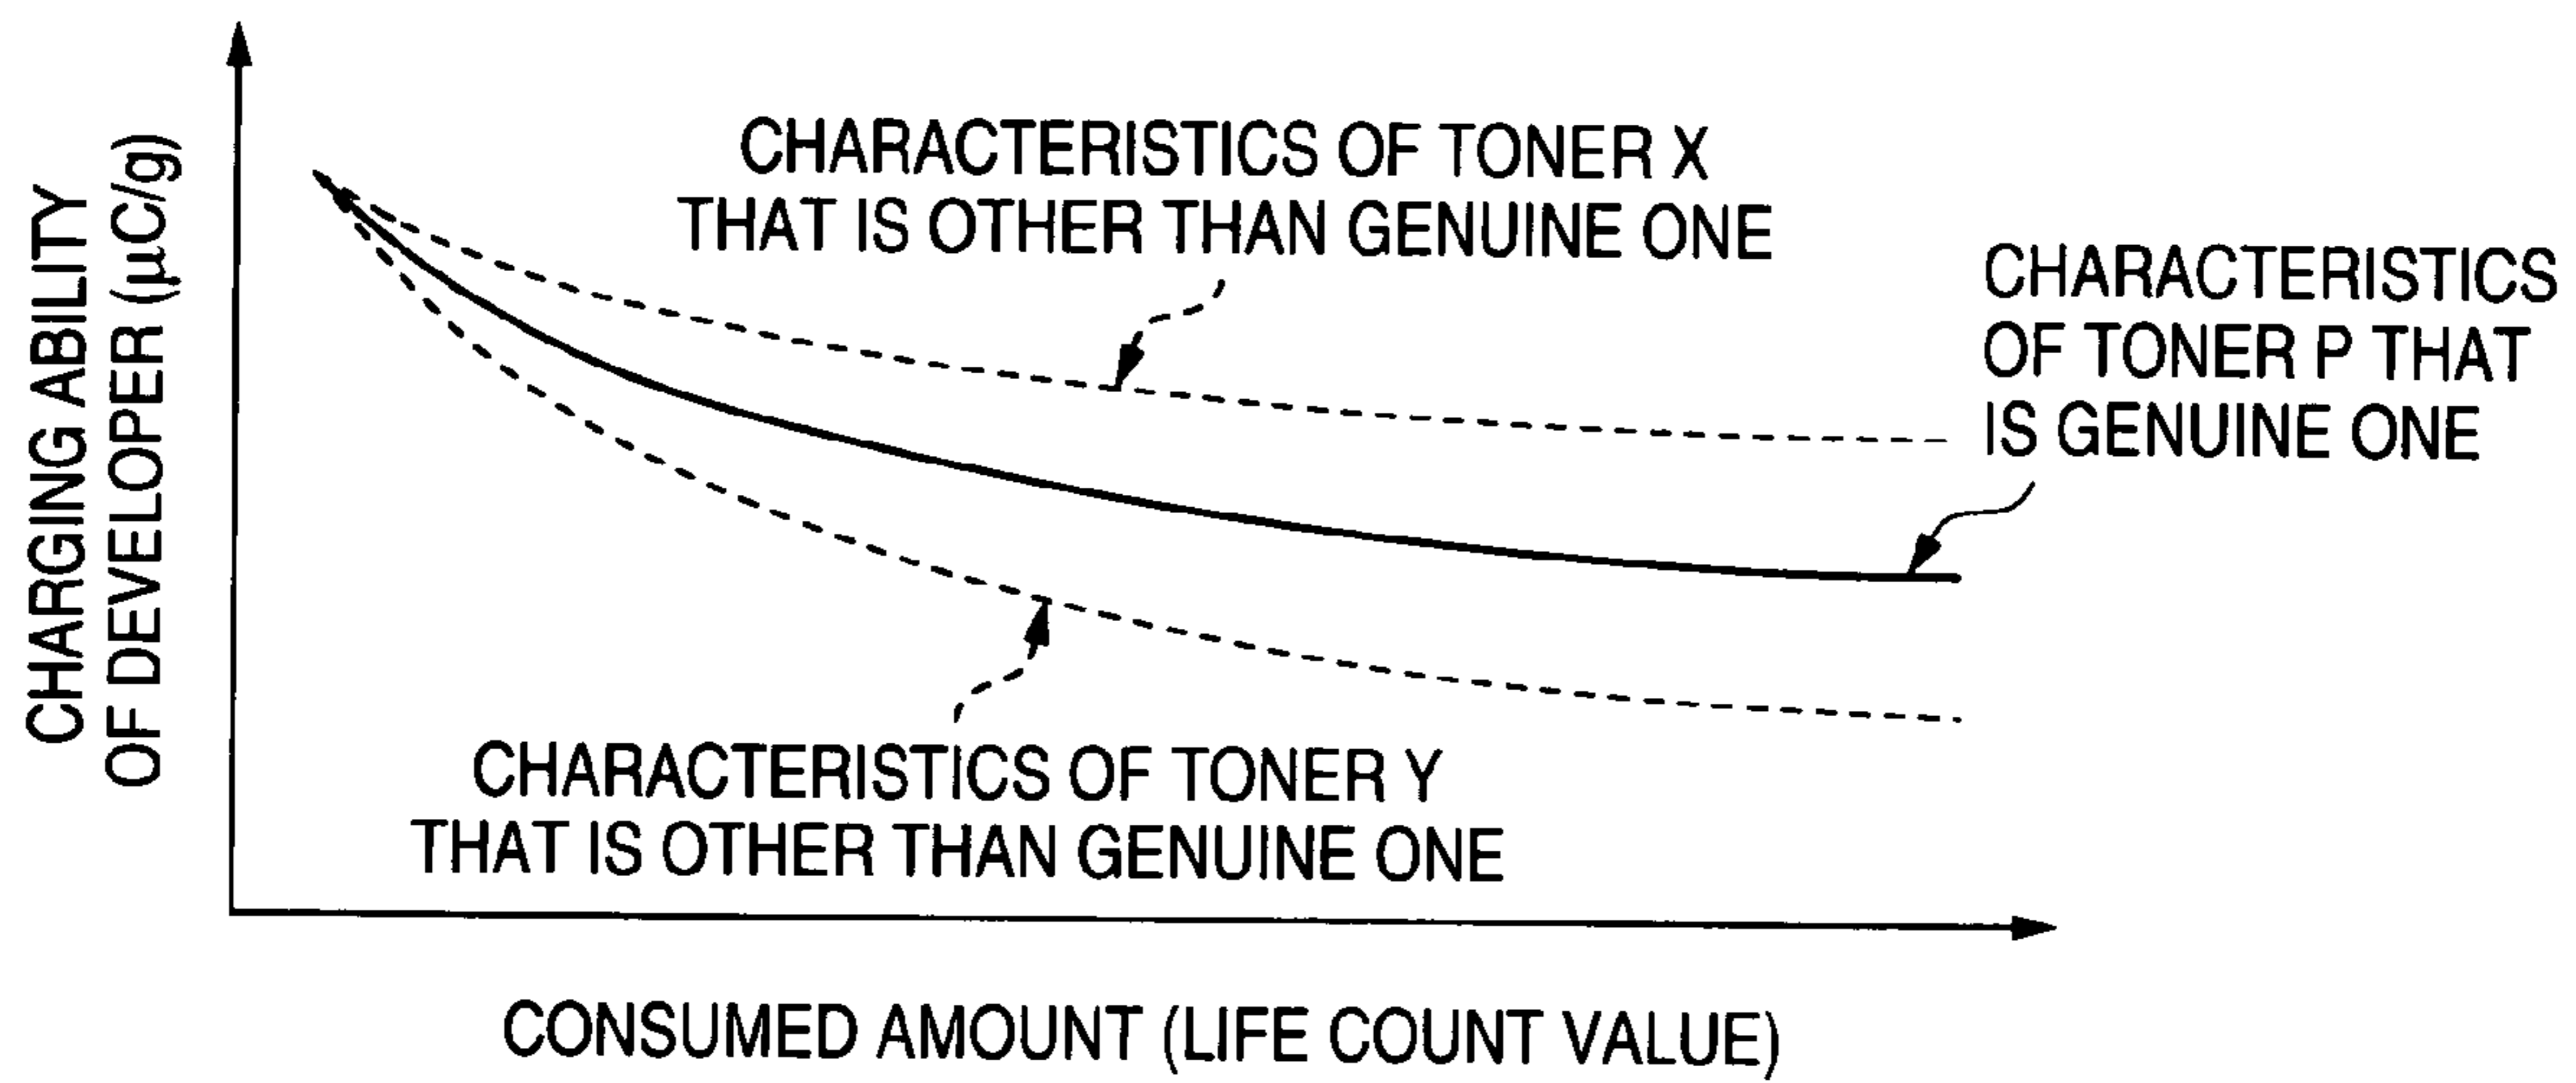 CHARGING ABILITY
OF DEVELOPER (μC/g)
CHARACTERISTICS OF TONER X
THAT IS OTHER THAN GENUINE ONE
CHARACTERISTICS
OF TONER P THAT
IS GENUINE ONE
CHARACTERISTICS OF TONER Y
THAT IS OTHER THAN GENUINE ONE
CONSUMED AMOUNT (LIFE COUNT VALUE)